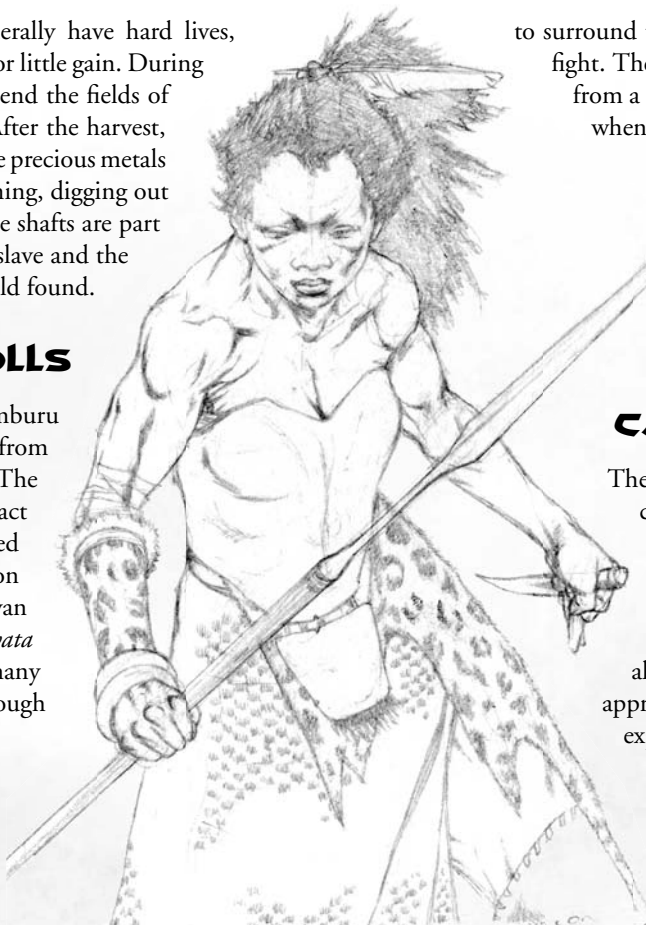 erally have hard lives,
or little gain. During
end the fields of
After the harvest,
e precious metals
ning, digging out
e shafts are part
slave and the
ld found.
olls
nburu
from
The
act
ed
on
van
ata
nany
ough
to surround
fight. The
from a
when
C
The
c
al
appr
ex